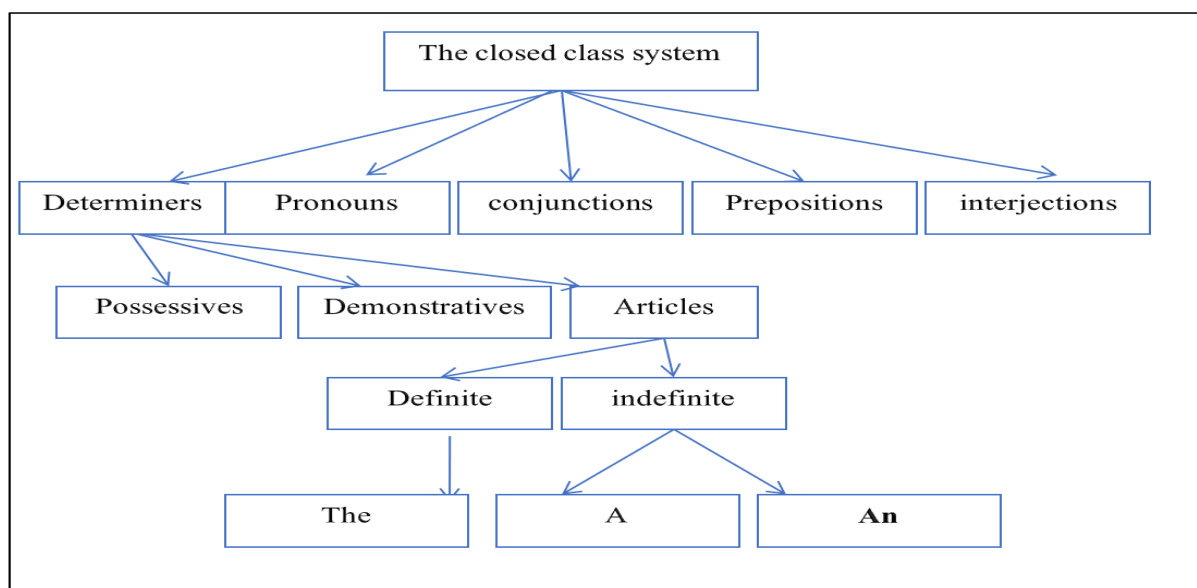 The closed class system
Determiners
Pronouns
conjunctions
Prepositions
interjections
Possessives
Demonstratives
Articles
Definite
indefinite
The
A
An